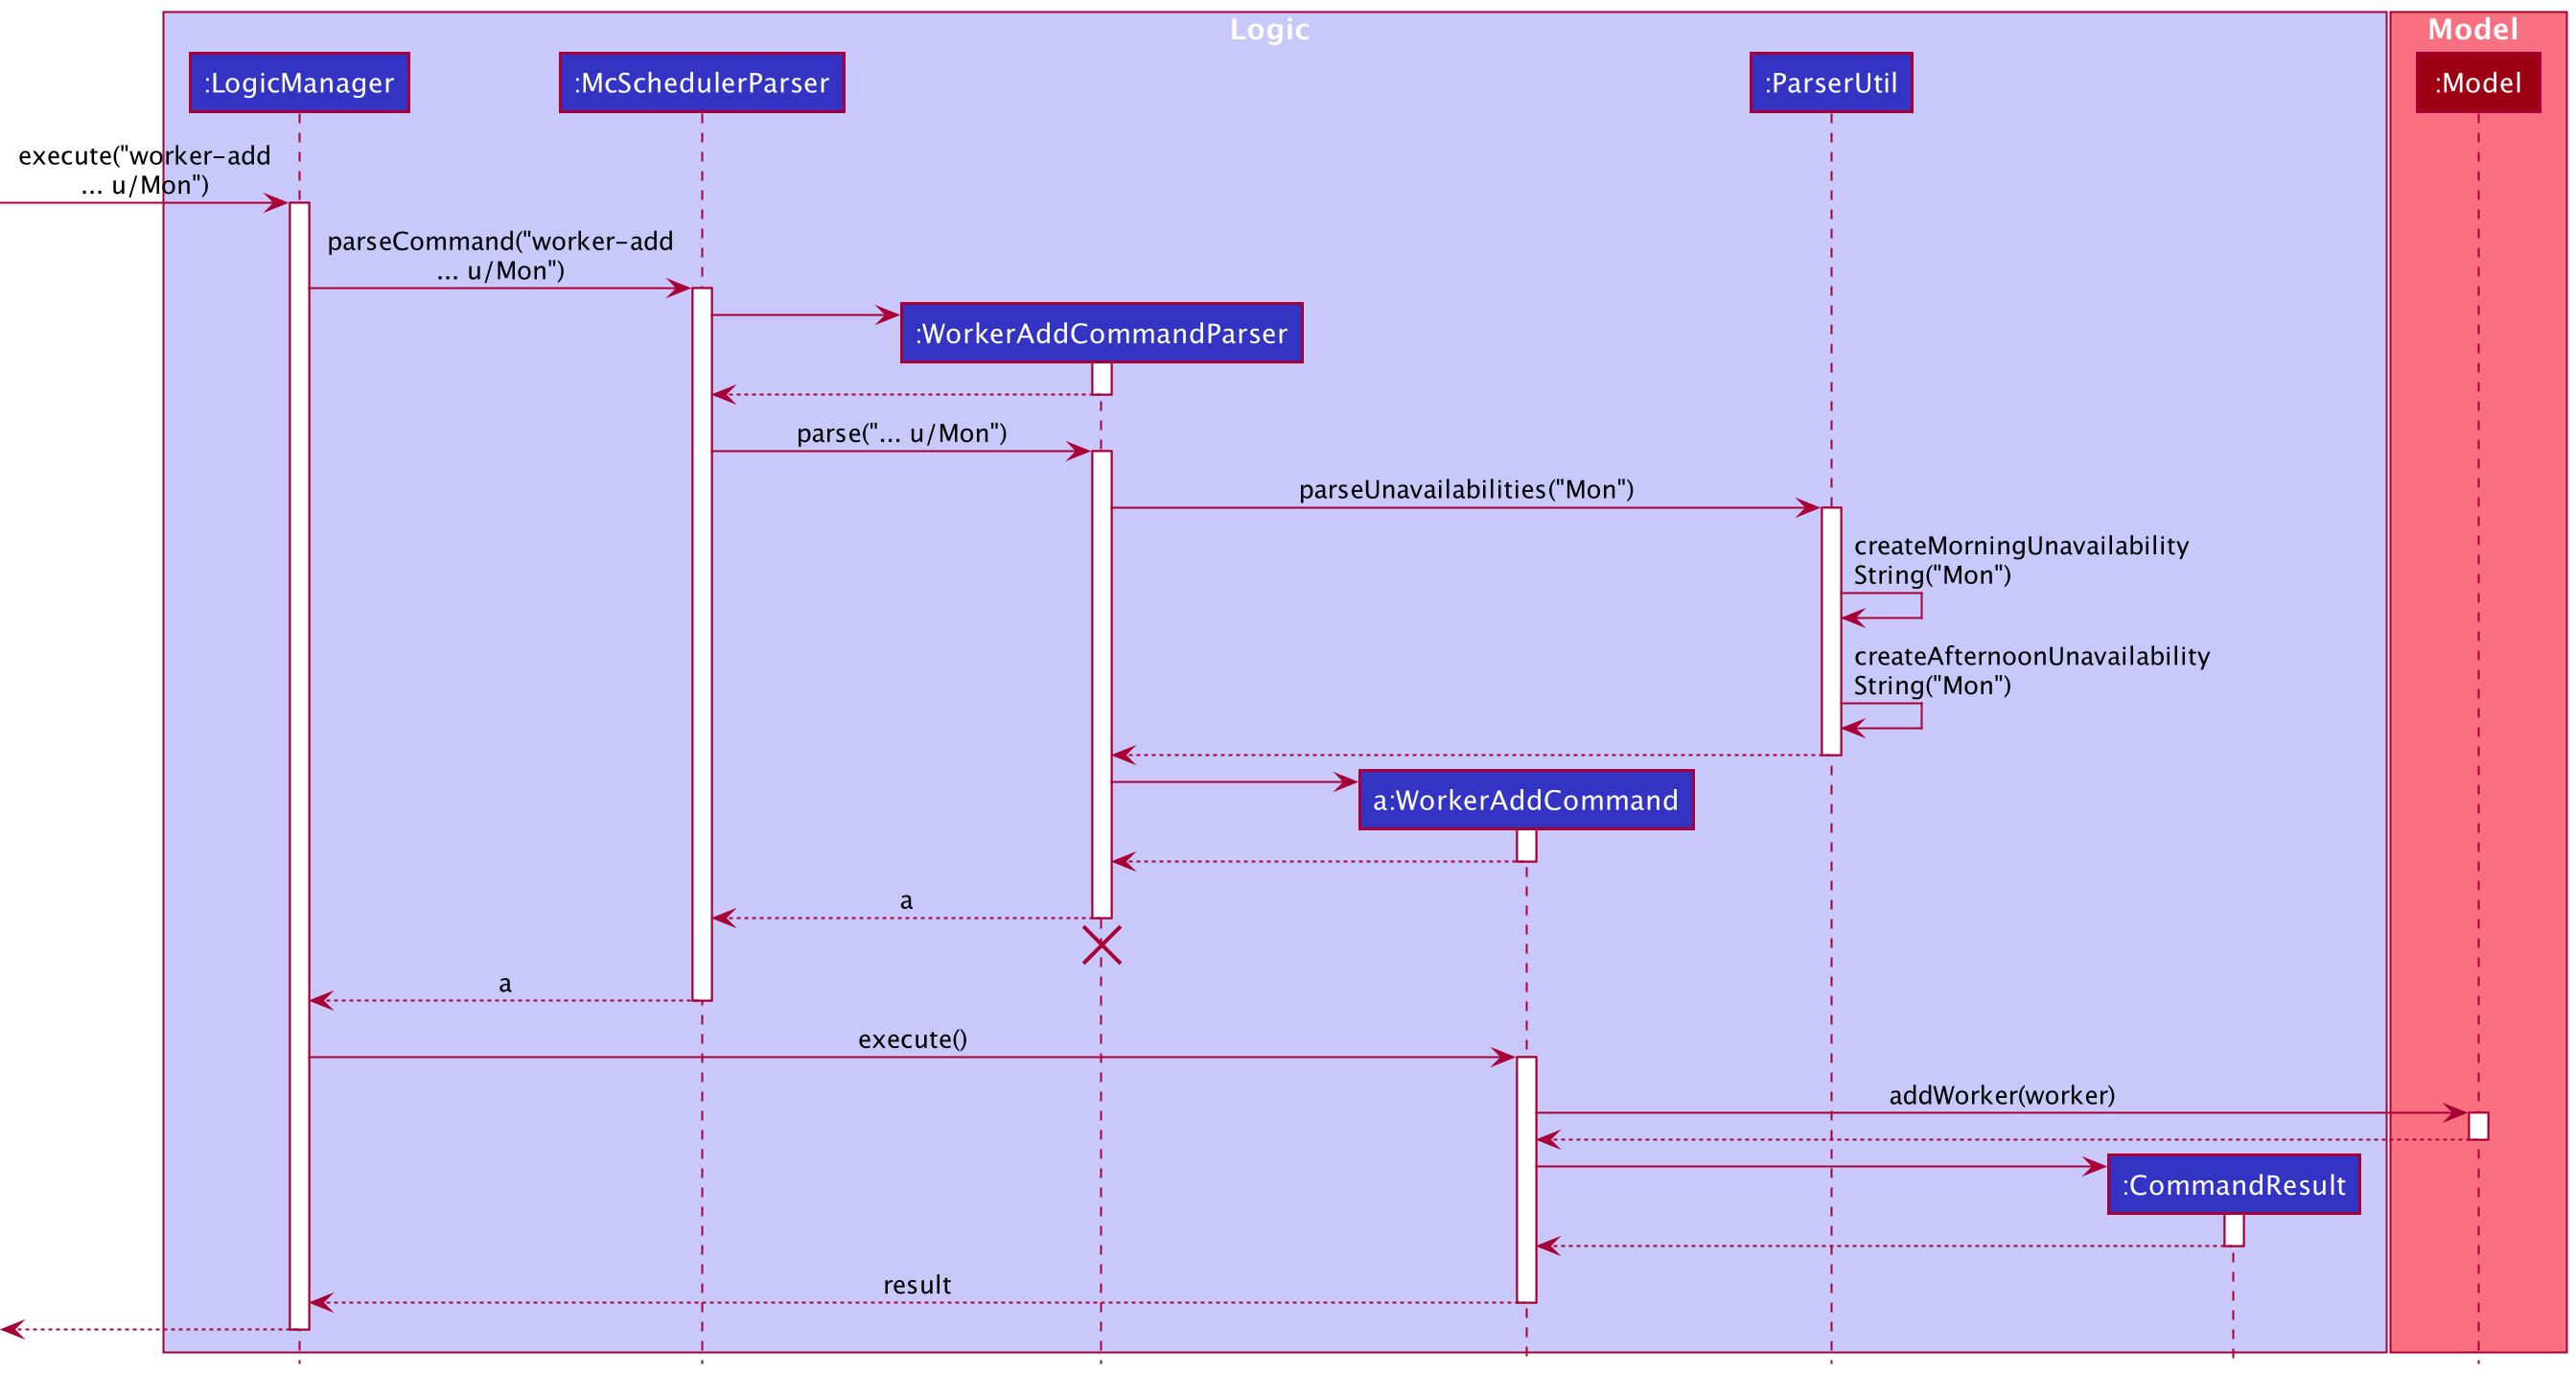 Logic
Model
:LogicManager
:McSchedulerParser
:ParserUtil
:Model
execute("worker-add
... u/Mon")
parseCommand("worker-add
... u/Mon")
:WorkerAddCommandParser
parse("... u/Mon")
parseUnavailabilities("Mon")
createMorningUnavailability
String("Mon")
createAfternoonUnavailability
String("Mon")
a:WorkerAddCommand
a
a
execute()
addWorker(worker)
:CommandResult
result